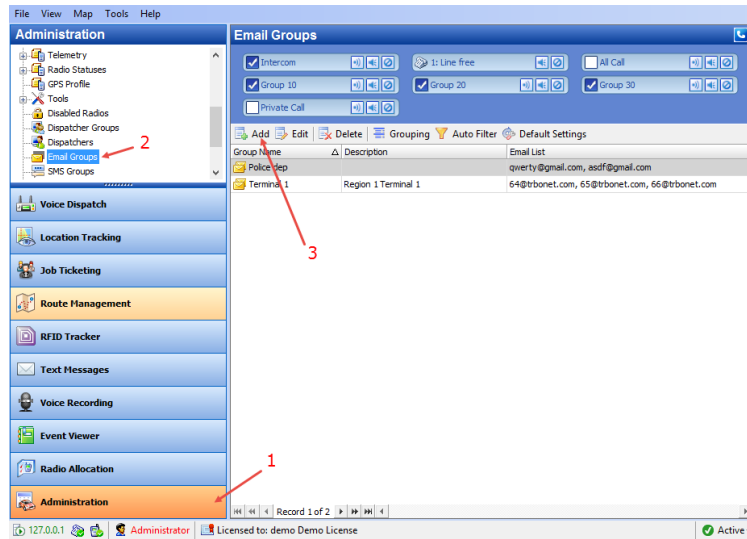 File View Map Tools Help
Administration
Telemetry
Radio Statuses
GPS Profile
Tools
Disabled Radios
Dispatcher Groups
Dispatchers
Email Groups
SMS Groups
2
Voice Dispatch
Location Tracking
Job Ticketing
Route Management
RFID Tracker
Text Messages
Voice Recording
Event Viewer
Radio Allocation
Administration
1
Email Groups
Intercom 1: Line free All Call
Group 10 Group 20 Group 30
Private Call
Add Edit Delete Grouping Auto Filter Default Settings
Group Name Description Email List
Police dep qwerty@gmail.com, asdf@gmail.com
Terminal 1 Region 1 Terminal 1 64@trbonet.com, 65@trbonet.com, 66@trbonet.com
3
Record 1 of 2
127.0.0.1 Administrator Licensed to: demo Demo License Active